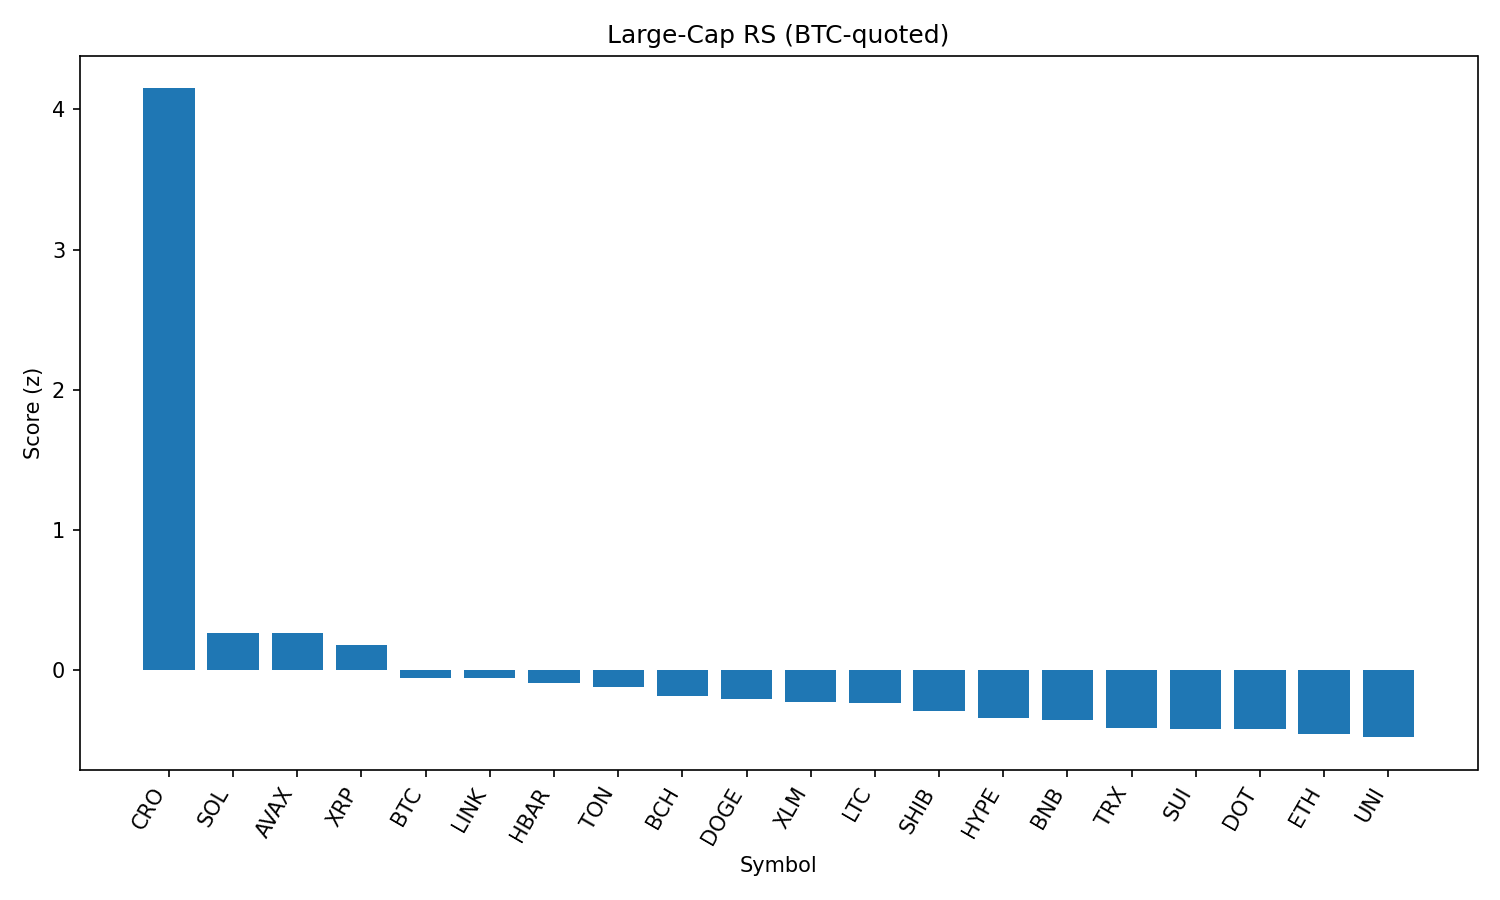 Large-Cap RS (BTC-quoted)
Score (z)
4
3
2
1
0
CRO
SOL
AVAX
XRP
BTC
LINK
HBAR
TON
BCH
DOGE
XLM
LTC
SHIB
HYPE
BNB
TRX
SUI
DOT
ETH
UNI
Symbol